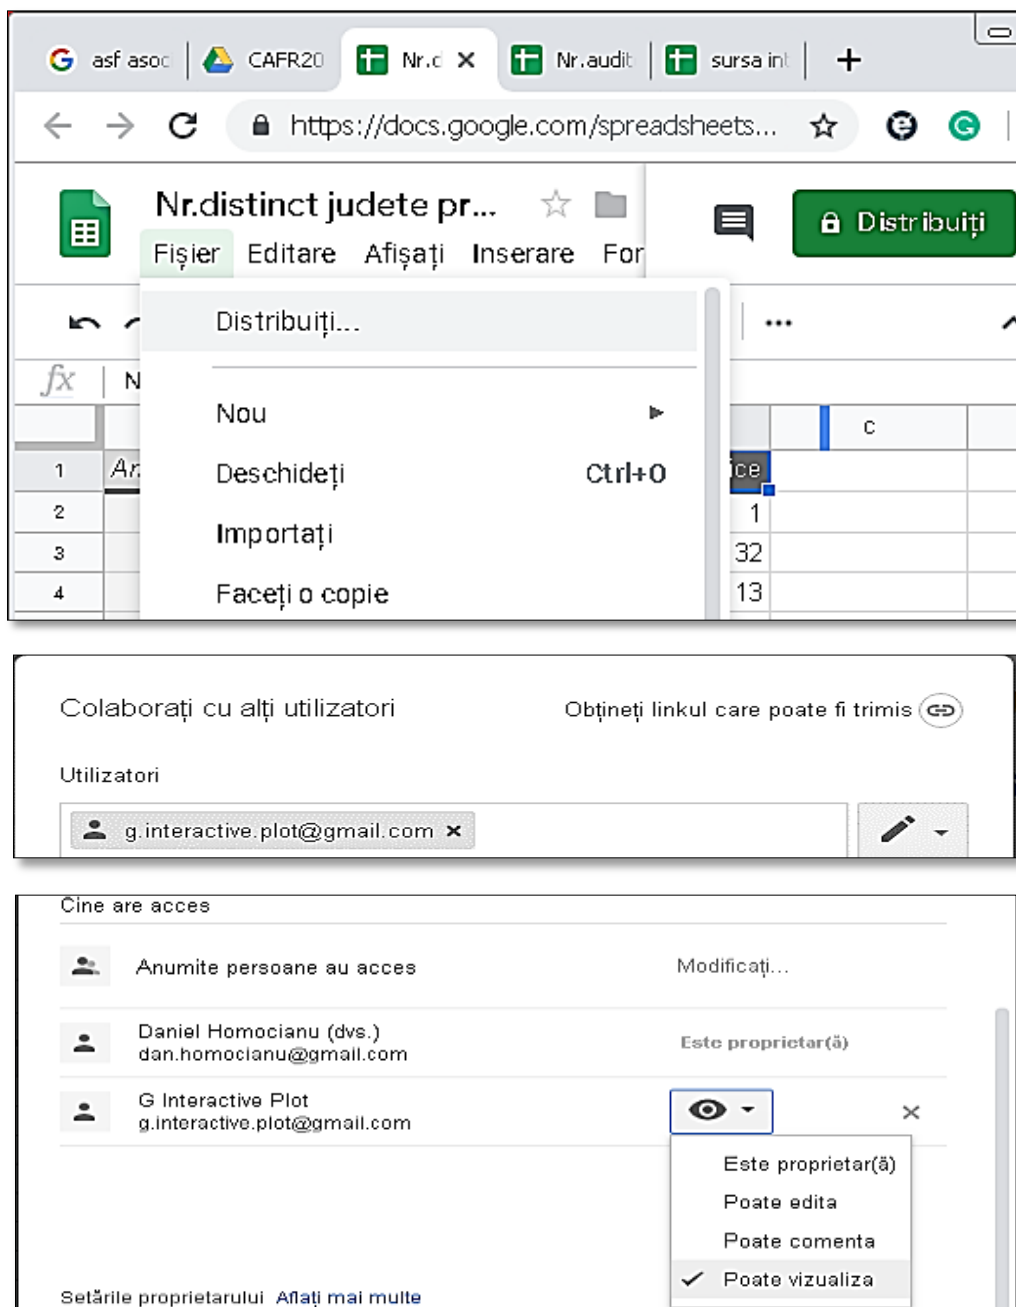 asf asoc CAFR20 Nr.d Nr.audit sursa int
https://docs.google.com/spreadsheets...
Nr.distinct judete pr...
Distribuiți
Fișier Editare Afișați Inserare For
Distribuiți...
fx N
Nou
C
1 An ice
Deschideți Ctrl+O
2 1
Importați
3 32
4 13
Faceți o copie
Colaborați cu alți utilizatori Obțineți linkul care poate fi trimis
Utilizatori
g.interactive.plot@gmail.com
Cine are acces
Anumite persoane au acces Modificați...
Daniel Homocianu (dvs.)
dan.homocianu@gmail.com Este proprietar(ă)
G Interactive Plot
g.interactive.plot@gmail.com
Este proprietar(ă)
Poate edita
Poate comenta
Poate vizualiza
Setările proprietarului Aflați mai multe